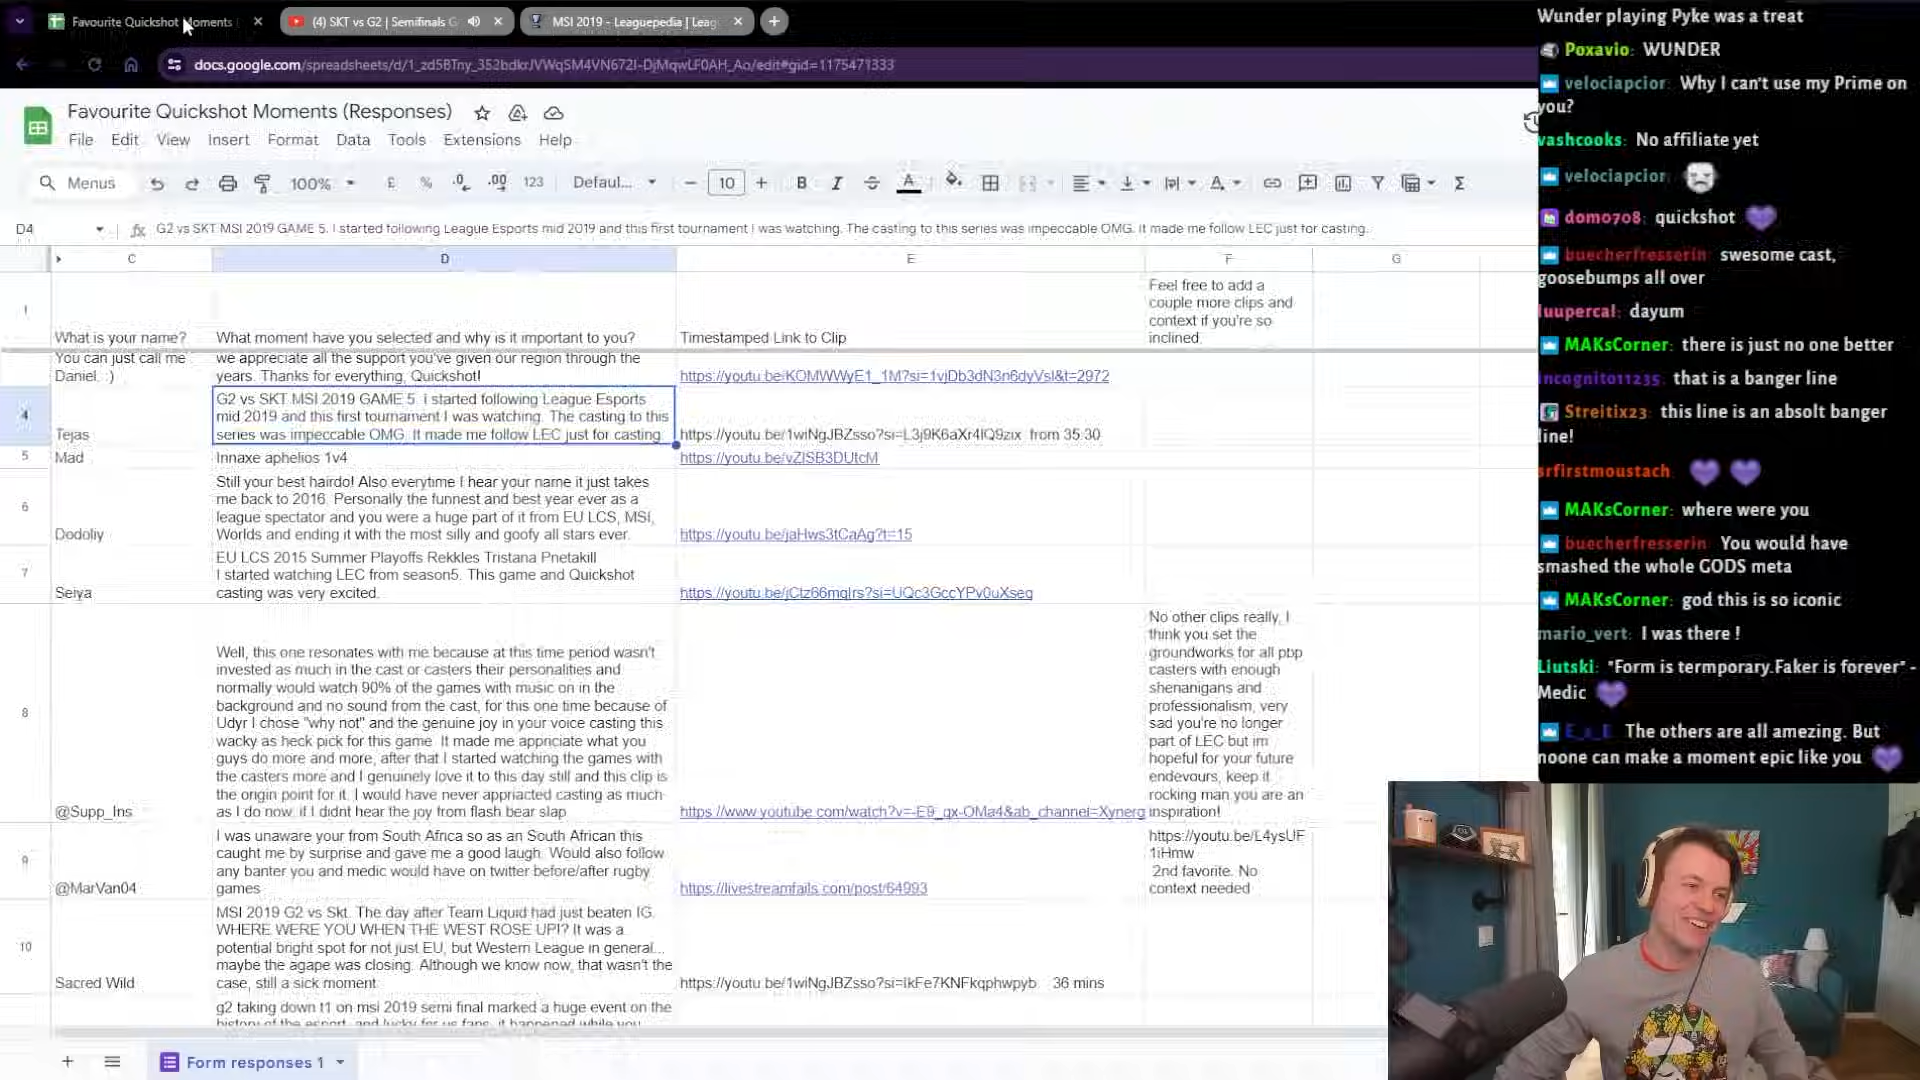 Favourite Quickshot Moments
(4) SKT vs G2 | Semifinals G
MSI 2019 - Leaguepedia | Leag
docs.google.com/spreadsheets/d/1_zd5BTny_352bdkrJVWqSM4VN672I-DjMqwLF0AH_Ao/edit#gid=1175471333
Favourite Quickshot Moments (Responses)
File Edit View Insert Format Data Tools Extensions Help
Menus 100% £ % .0 .00 123 Defaul... 10 B I A Σ
D4 fx G2 vs SKT MSI 2019 GAME 5. I started following League Esports mid 2019 and this first tournament I was watching. The casting to this series was impeccable OMG. It made me follow LEC just for casting.
C D E F G
1
What is your name?
What moment have you selected and why is it important to you?
Timestamped Link to Clip
Feel free to add a
couple more clips and
context if you're so
inclined.
You can just call me
Daniel. :)
we appreciate all the support you've given our region through the
years. Thanks for everything, Quickshot!
https://youtu.be/KOMWWyE1_1M?si=1vjDb3dN3n6dyVsl&t=2972
4
Tejas
G2 vs SKT MSI 2019 GAME 5. I started following League Esports
mid 2019 and this first tournament I was watching. The casting to this
series was impeccable OMG. It made me follow LEC just for casting.
https://youtu.be/1wiNgJBZsso?si=L3j9K6aXr4IQ9zix from 35:30
5
Mad
Innaxe aphelios 1v4
https://youtu.be/vZISB3DUtcM
6
Dodoliy
Still your best hairdo! Also everytime I hear your name it just takes
me back to 2016. Personally the funnest and best year ever as a
league spectator and you were a huge part of it from EU LCS, MSI,
Worlds and ending it with the most silly and goofy all stars ever.
https://youtu.be/jaHws3tCaAg?t=15
7
Seiya
EU LCS 2015 Summer Playoffs Rekkles Tristana Pnetakill
I started watching LEC from season5. This game and Quickshot
casting was very excited.
https://youtu.be/jCIz66mqIrs?si=UQc3GccYPv0uXseg
8
@Supp_Ins
Well, this one resonates with me because at this time period wasn't
invested as much in the cast or casters their personalities and
normally would watch 90% of the games with music on in the
background and no sound from the cast, for this one time because of
Udyr I chose "why not" and the genuine joy in your voice casting this
wacky as heck pick for this game. It made me appriciate what you
guys do more and more, after that I started watching the games with
the casters more and I genuinely love it to this day still and this clip is
the origin point for it. I would have never appriacted casting as much
as I do now, if I didnt hear the joy from flash bear slap
https://www.youtube.com/watch?v=-E9_gx-OMa4&ab_channel=Xynerg
No other clips really, I
think you set the
groundworks for all pbp
casters with enough
shenanigans and
professionalism, very
sad you're no longer
part of LEC but im
hopeful for your future
endevours, keep it
rocking man you are an
inspiration!
9
@MarVan04
I was unaware your from South Africa so as an South African this
caught me by surprise and gave me a good laugh. Would also follow
any banter you and medic would have on twitter before/after rugby
games
https://livestreamfails.com/post/64993
https://youtu.be/L4ysUF
1iHmw
2nd favorite. No
context needed
10
Sacred Wild
MSI 2019 G2 vs Skt. The day after Team Liquid had just beaten IG.
WHERE WERE YOU WHEN THE WEST ROSE UP!? It was a
potential bright spot for not just EU, but Western League in general...
maybe the agape was closing. Although we know now, that wasn't the
case, still a sick moment
https://youtu.be/1wiNgJBZsso?si=IkFe7KNFkqphwpyb 36 mins
g2 taking down t1 on msi 2019 semi final marked a huge event on the
history of the esport, and lucky for us fans, it happened while you
Form responses 1
Wunder playing Pyke was a treat
Poxavio: WUNDER
velociapcior: Why I can't use my Prime on
you?
vashcooks: No affiliate yet
velociapcior:
domo708: quickshot
buecherfresserin: swesome cast,
goosebumps all over
luupercal: dayum
MAKsCorner: there is just no one better
incognito11235: that is a banger line
Streitix23: this line is an absolt banger
line!
srfirstmoustach:
MAKsCorner: where were you
buecherfresserin: You would have
smashed the whole GODS meta
MAKsCorner: god this is so iconic
mario_vert: I was there !
Liutski: "Form is termporary.Faker is forever" -
Medic
E_z_E: The others are all amezing. But
noone can make a moment epic like you